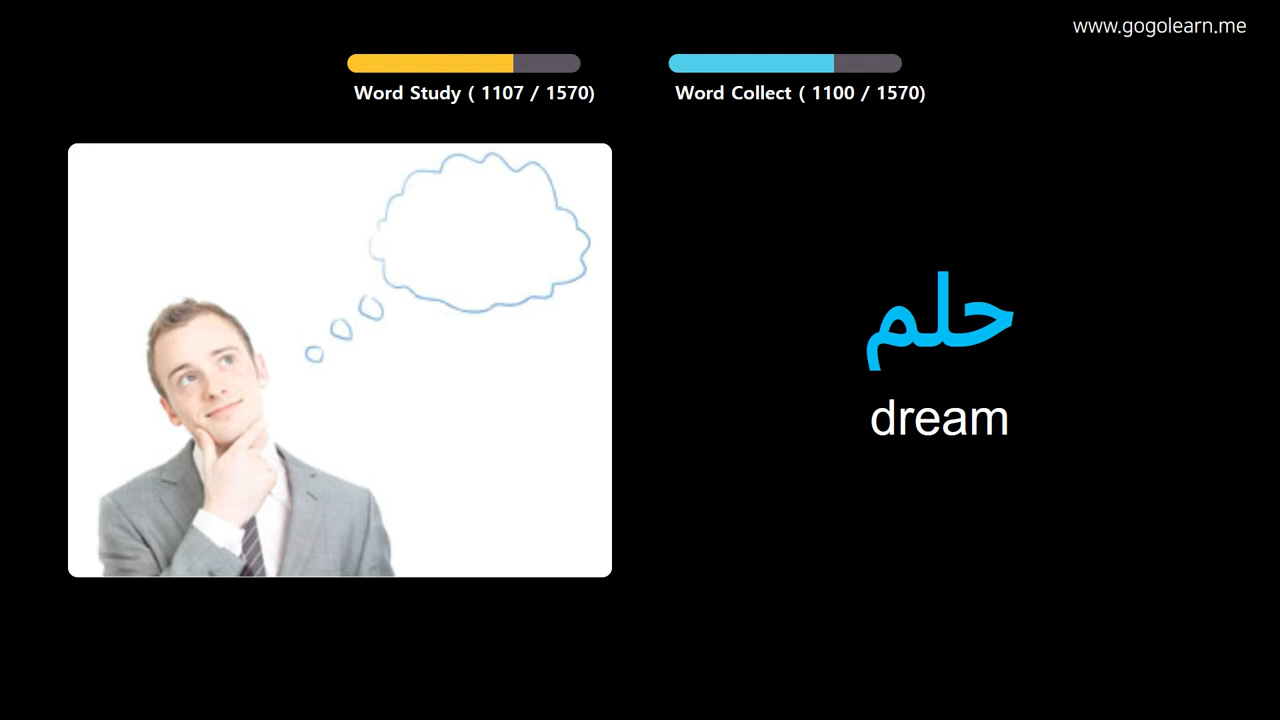 www.gogolearn.me
Word Study ( 1107 / 1570)
Word Collect ( 1100 / 1570)
حلم
dream